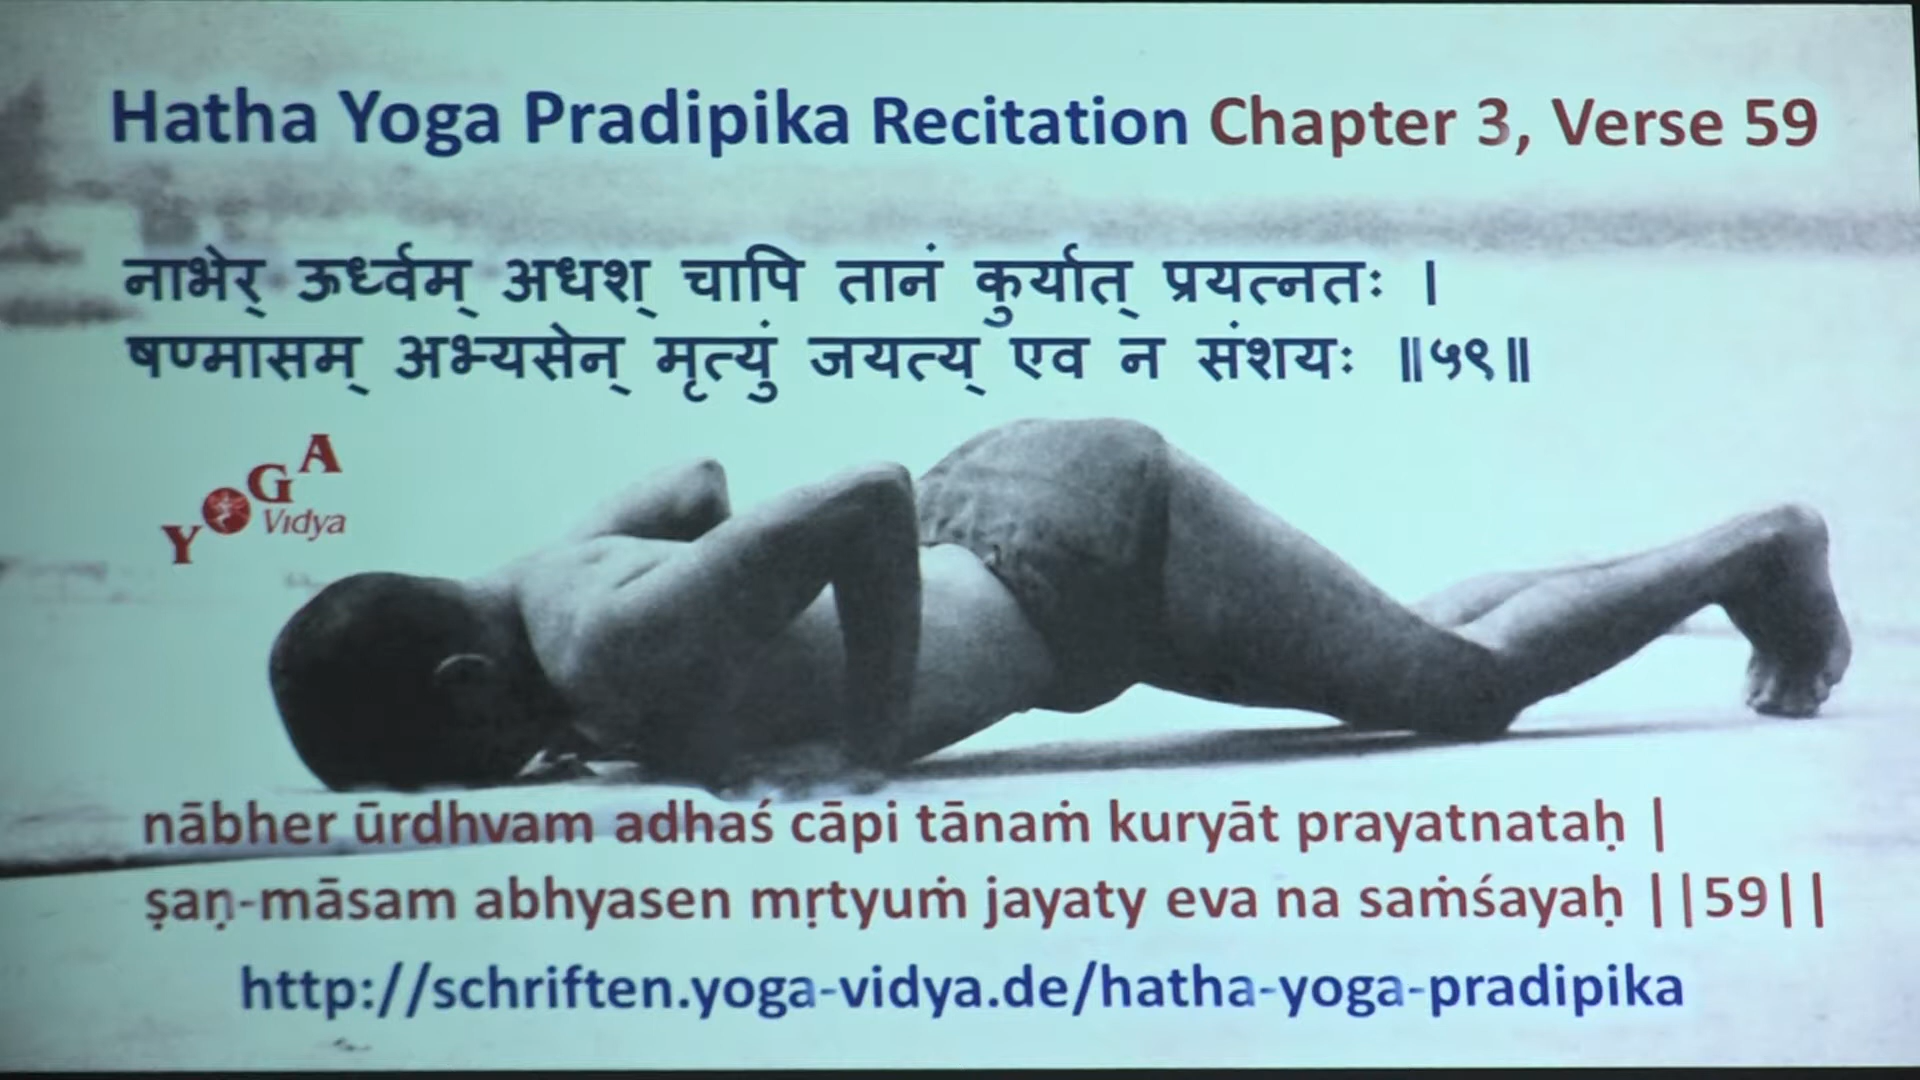 Hatha Yoga Pradipika Recitation Chapter 3, Verse 59
नाभेर् ऊर्ध्वम् अधश् चापि तानं कुर्यात् प्रयत्नतः ।
षण्मासम् अभ्यसेन् मृत्युं जयत्य् एव न संशयः ॥५९॥
YOGA
Vidya
nābher ūrdhvam adhaś cāpi tānaṁ kuryāt prayatnataḥ |
ṣaṇ-māsam abhyasen mṛtyuṁ jayaty eva na saṁśayaḥ ||59||
http://schriften.yoga-vidya.de/hatha-yoga-pradipika